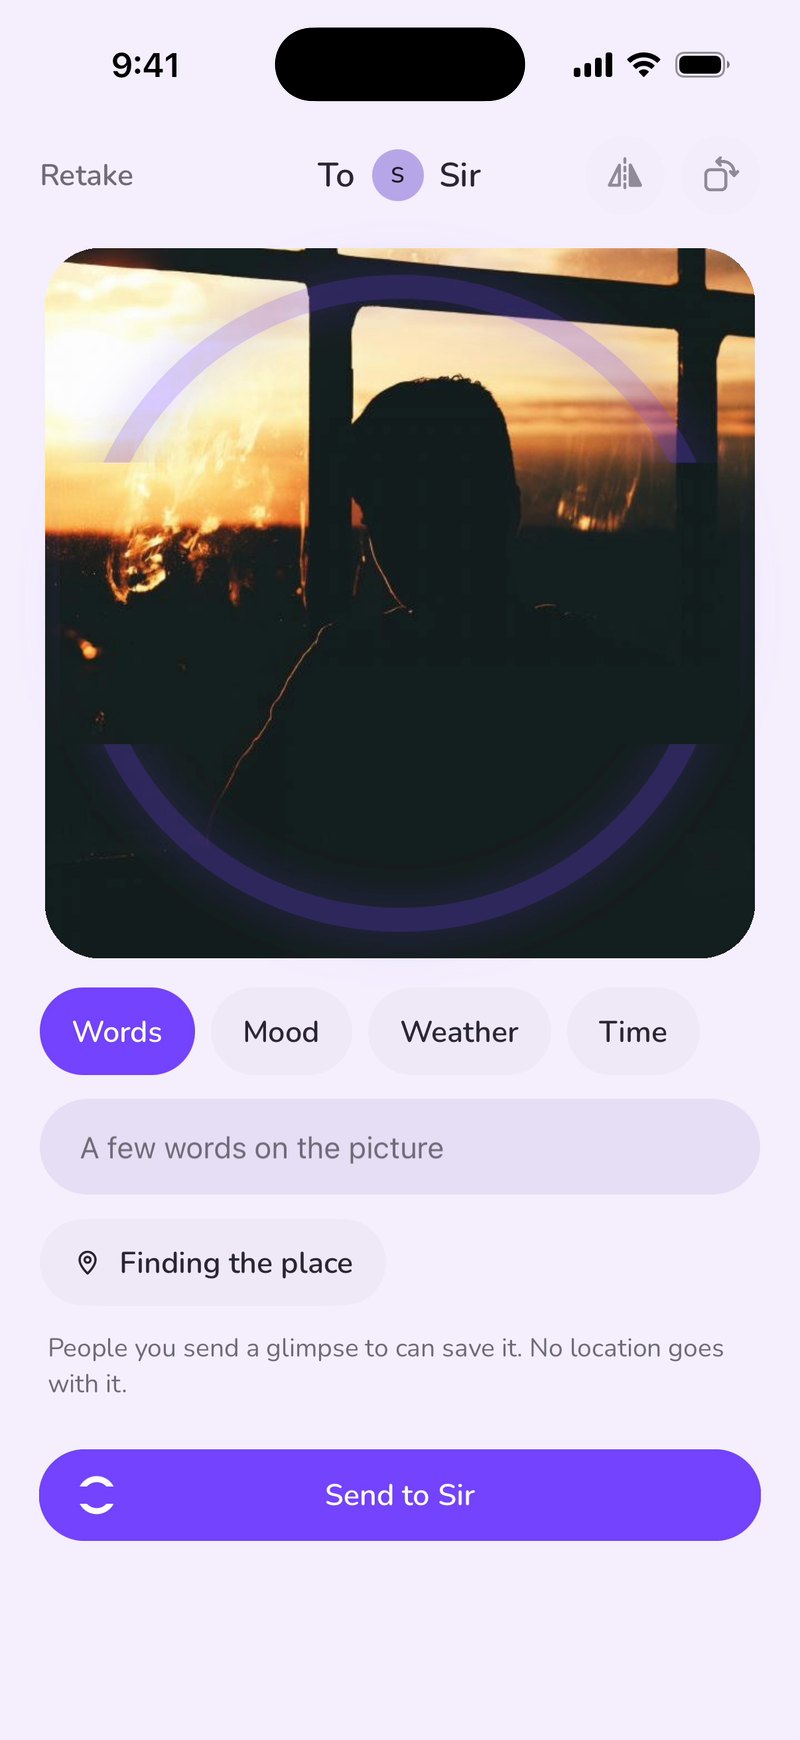 9:41
Retake
To S Sir
Words
Mood
Weather
Time
A few words on the picture
Finding the place
People you send a glimpse to can save it. No location goes
with it.
Send to Sir